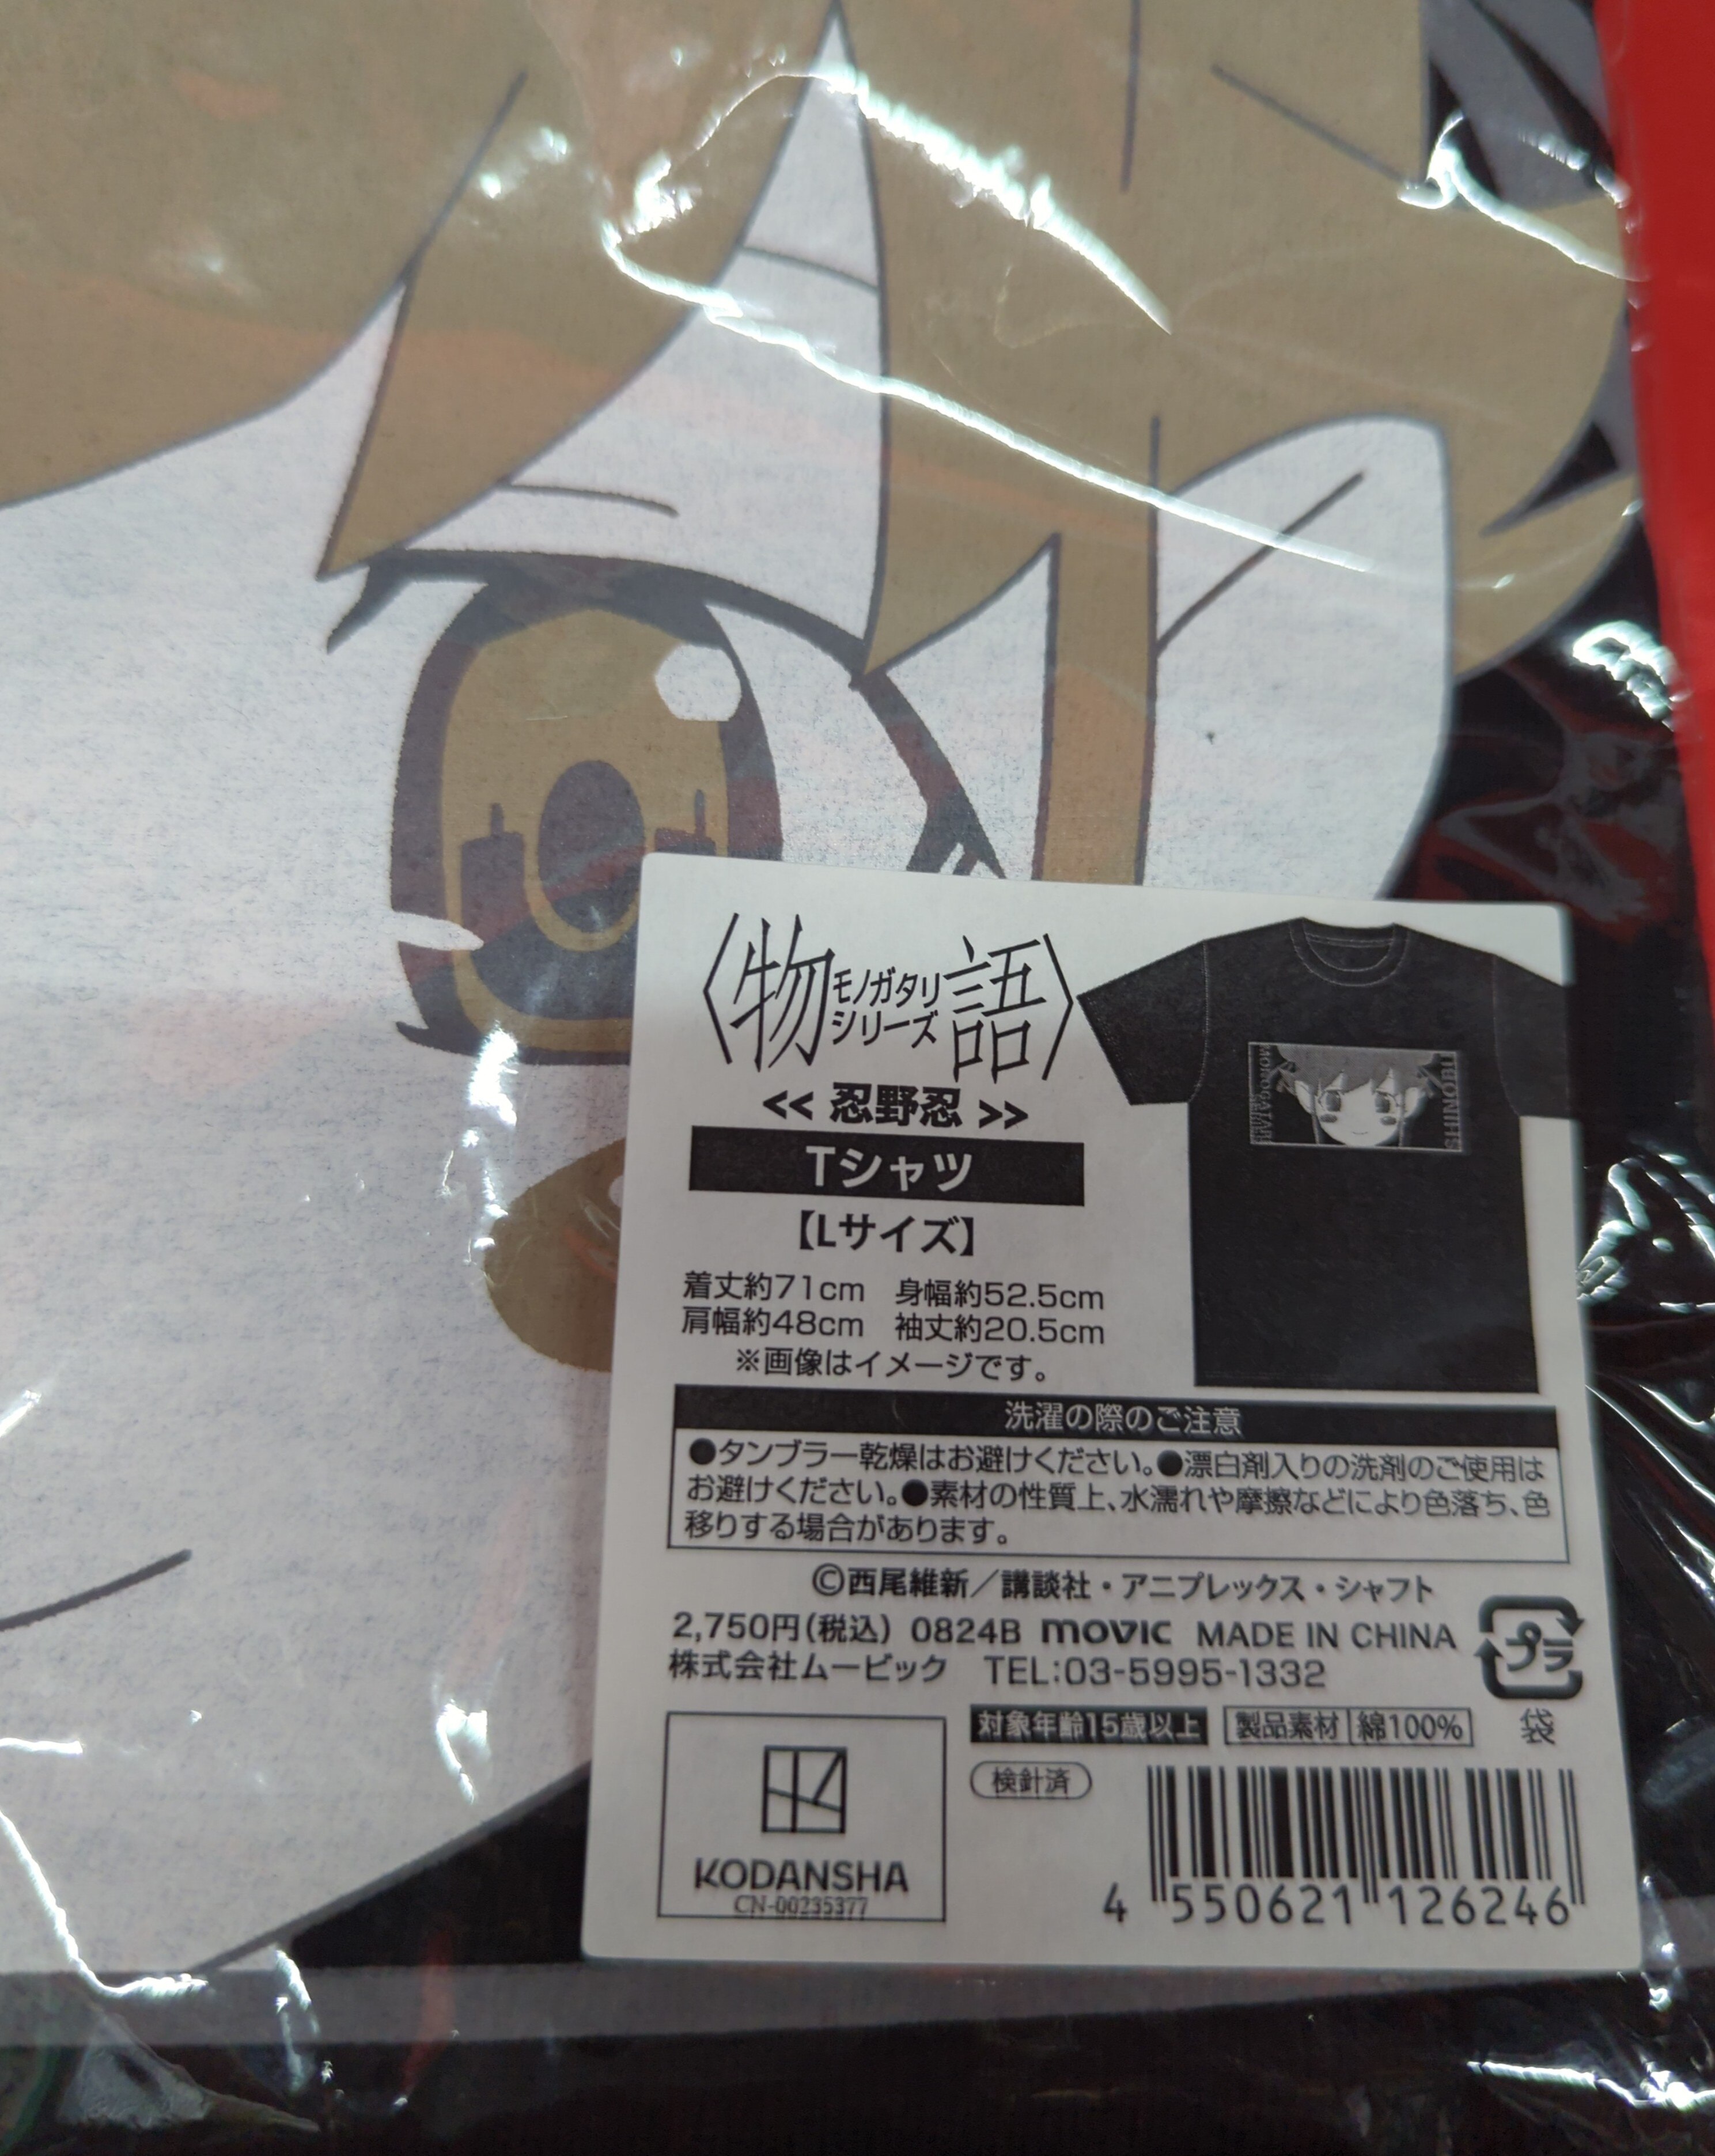 〈物語〉
モノガタリ
シリーズ
<< 忍野忍 >>
Tシャツ
【Lサイズ】
着丈約71cm 身幅約52.5cm
肩幅約48cm 袖丈約20.5cm
※画像はイメージです。
MONOGATARI
SHINOBU
洗濯の際のご注意
●タンブラー乾燥はお避けください。●漂白剤入りの洗剤のご使用は
お避けください。●素材の性質上、水濡れや摩擦などにより色落ち、色
移りする場合があります。
©西尾維新／講談社・アニプレックス・シャフト
2,750円(税込) 0824B movic MADE IN CHINA
株式会社ムービック TEL:03-5995-1332
プラ
袋
対象年齢15歳以上 製品素材 綿100%
検針済
KODANSHA
CN-00235377
4 550621 126246